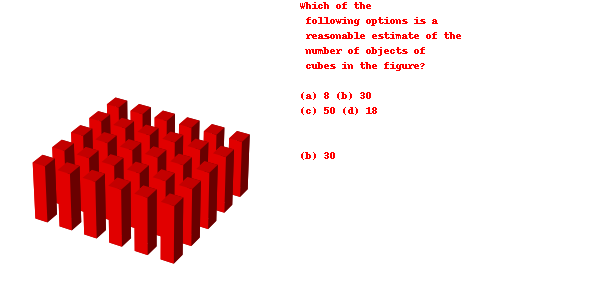 Which of the
following options is a
reasonable estimate of the
number of objects of
cubes in the figure?
(a) 8 (b) 30
(c) 50 (d) 18
(b) 30